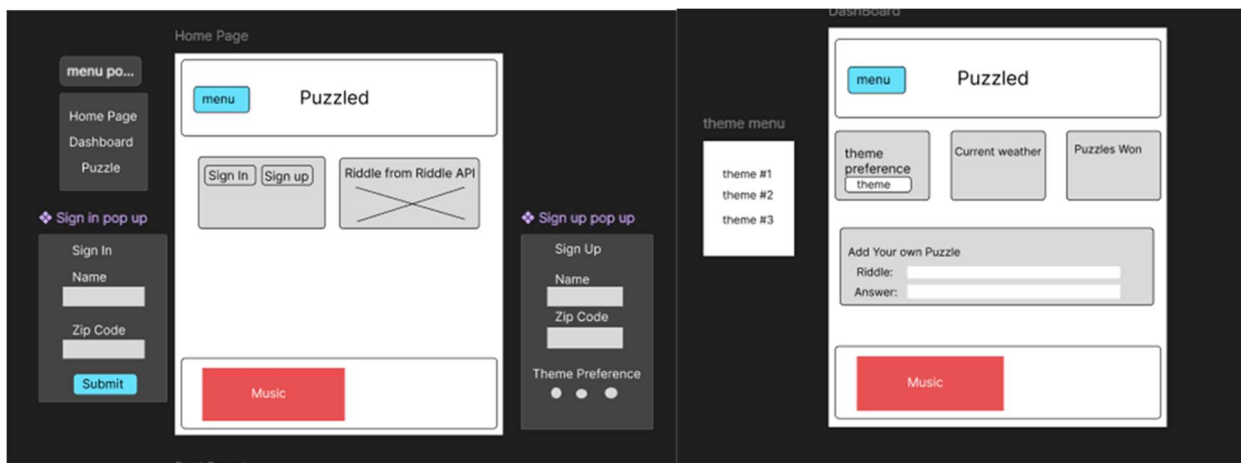 Home Page
menu po...
Home Page
Dashboard
Puzzle
menu
Puzzled
Sign In
Sign up
Riddle from Riddle API
Sign in pop up
Sign In
Name
Zip Code
Submit
Sign up pop up
Sign Up
Name
Zip Code
Theme Preference
Music
DashBoard
menu
Puzzled
theme menu
theme #1
theme #2
theme #3
theme
preference
theme
Current weather
Puzzles Won
Add Your own Puzzle
Riddle:
Answer:
Music